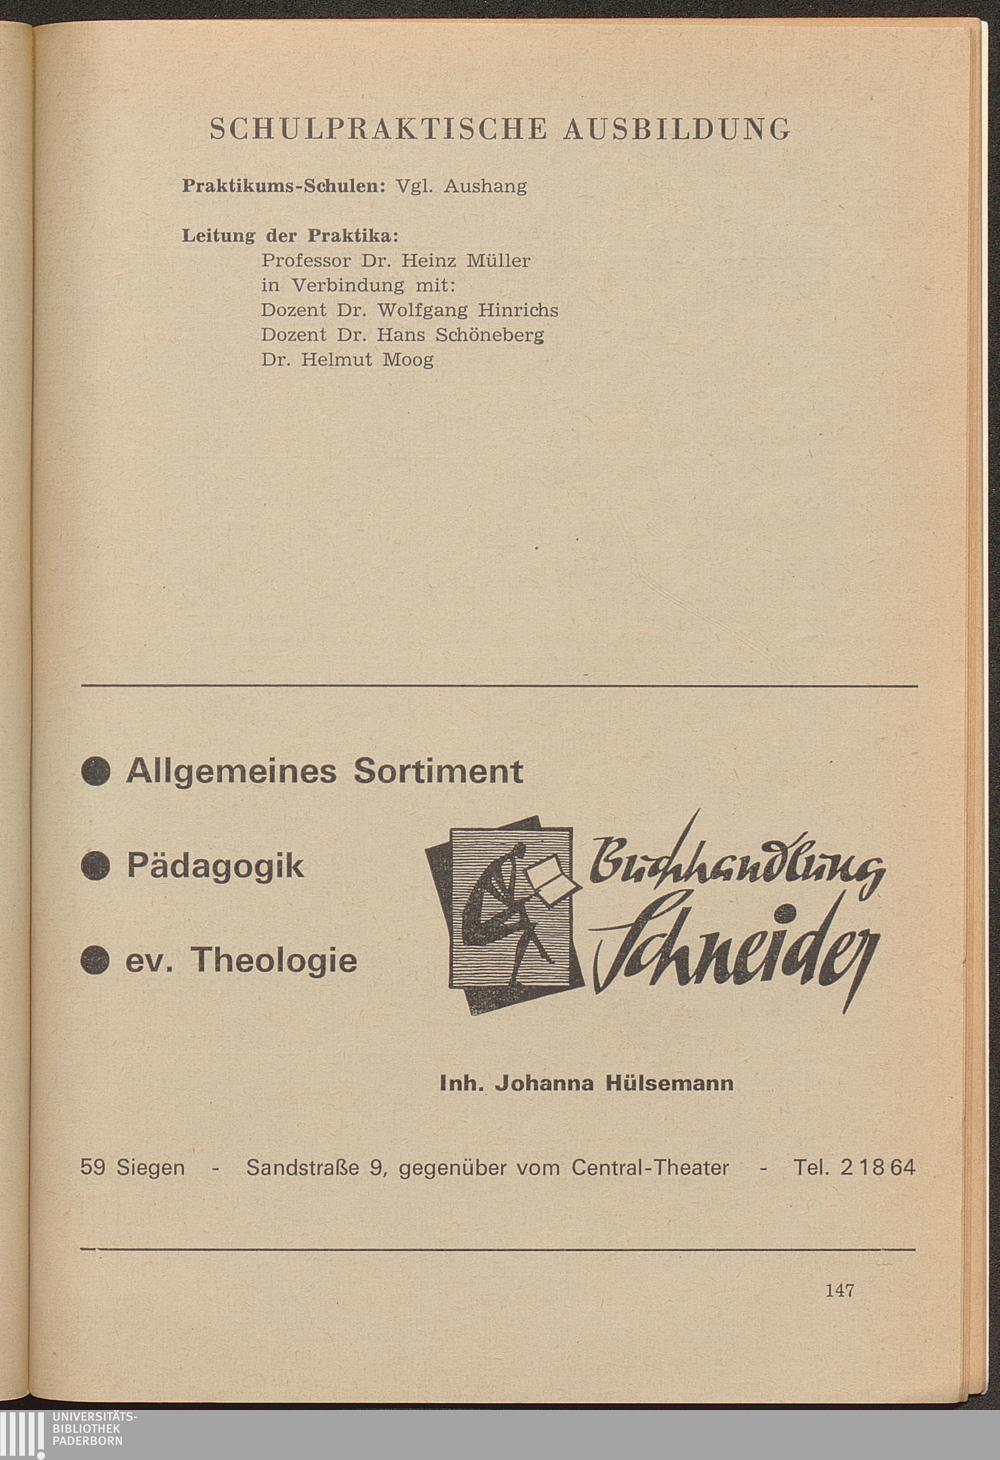 SCHULPRAKTISCHE AUSBILDUNG
Praktikums-Schulen: Vgl. Aushang
Leitung der Praktika:
Professor Dr. Heinz Müller
in Verbindung mit:
Dozent Dr. Wolfgang Hinrichs
Dozent Dr. Hans Schöneberg
Dr. Helmut Moog
● Allgemeines Sortiment
● Pädagogik
● ev. Theologie
Buchhandlung
Schneider
Inh. Johanna Hülsemann
59 Siegen - Sandstraße 9, gegenüber vom Central-Theater - Tel. 2 18 64
147
UNIVERSITÄTS-
BIBLIOTHEK
PADERBORN